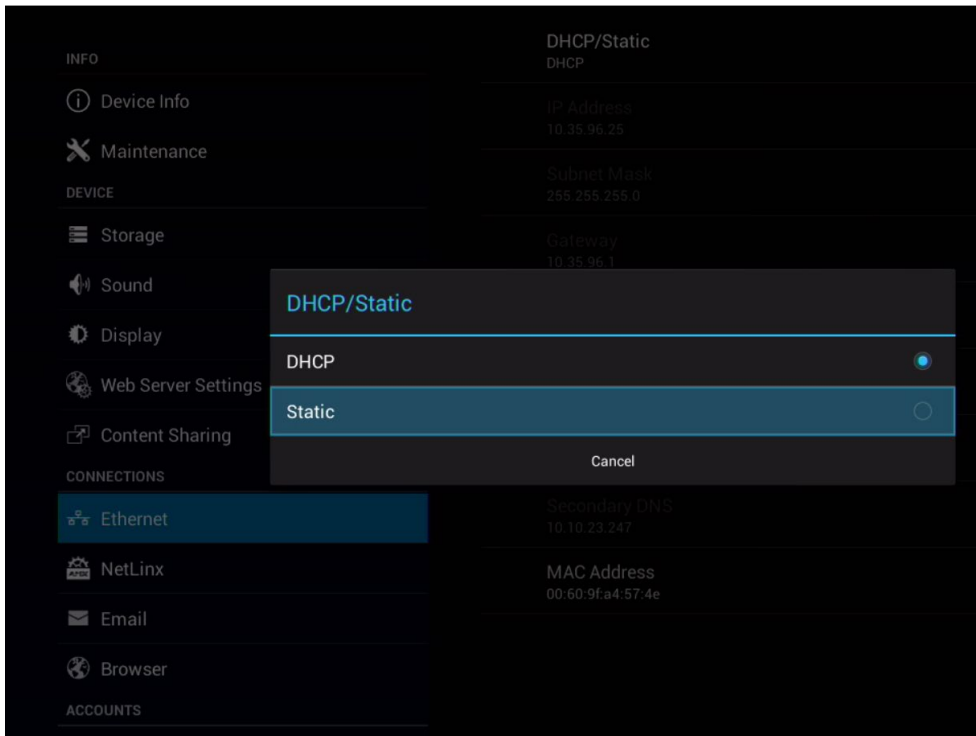 INFO
Device Info
Maintenance
DEVICE
Storage
Sound
Display
Web Server Settings
Content Sharing
CONNECTIONS
Ethernet
NetLinx
Email
Browser
ACCOUNTS
DHCP/Static
DHCP
IP Address
10.35.96.25
Subnet Mask
255.255.255.0
Gateway
10.35.96.1
DHCP/Static
DHCP
Static
Cancel
Secondary DNS
10.10.23.247
MAC Address
00:60:9f:a4:57:4e